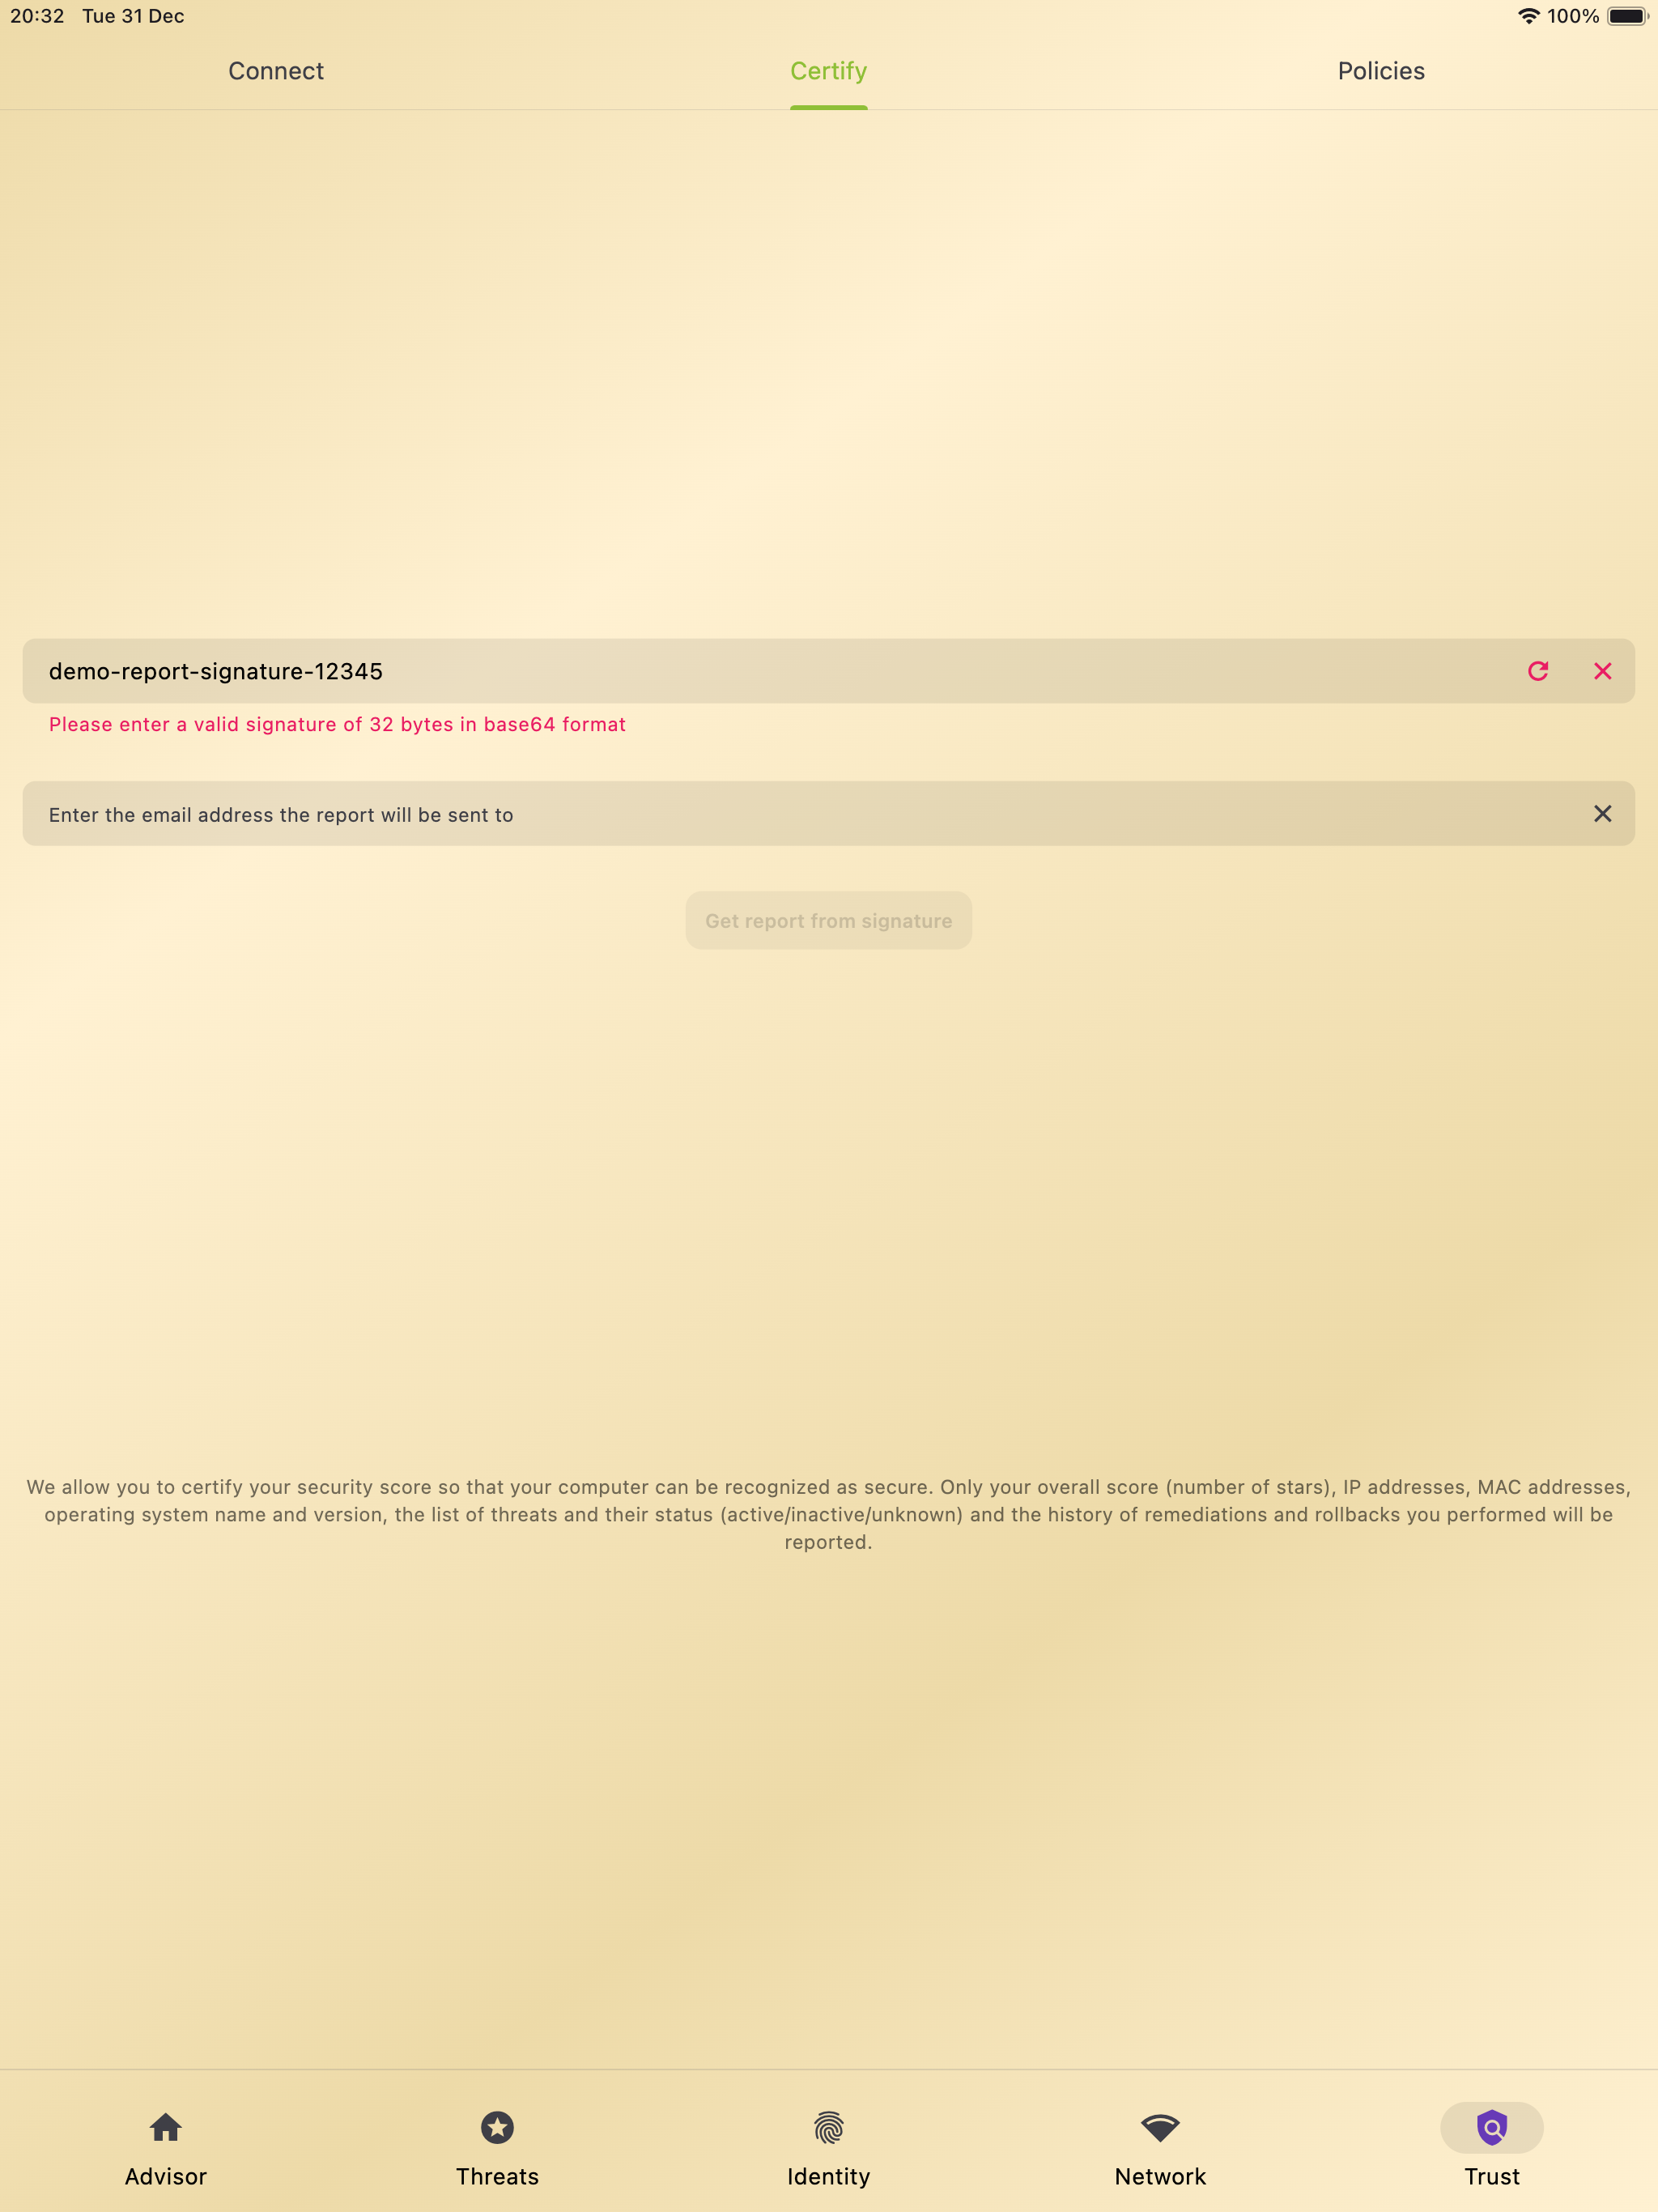 20:32 Tue 31 Dec 100%
Connect Certify Policies
demo-report-signature-12345
Please enter a valid signature of 32 bytes in base64 format
Enter the email address the report will be sent to
Get report from signature
We allow you to certify your security score so that your computer can be recognized as secure. Only your overall score (number of stars), IP addresses, MAC addresses,
operating system name and version, the list of threats and their status (active/inactive/unknown) and the history of remediations and rollbacks you performed will be
reported.
Advisor Threats Identity Network Trust